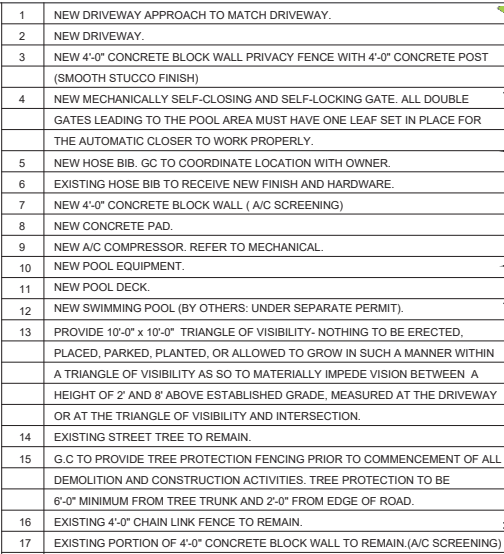 1 NEW DRIVEWAY APPROACH TO MATCH DRIVEWAY.
2 NEW DRIVEWAY.
3 NEW 4'-0" CONCRETE BLOCK WALL PRIVACY FENCE WITH 4'-0" CONCRETE POST
(SMOOTH STUCCO FINISH)
4 NEW MECHANICALLY SELF-CLOSING AND SELF-LOCKING GATE. ALL DOUBLE
GATES LEADING TO THE POOL AREA MUST HAVE ONE LEAF SET IN PLACE FOR
THE AUTOMATIC CLOSER TO WORK PROPERLY.
5 NEW HOSE BIB. GC TO COORDINATE LOCATION WITH OWNER.
6 EXISTING HOSE BIB TO RECEIVE NEW FINISH AND HARDWARE.
7 NEW 4'-0" CONCRETE BLOCK WALL ( A/C SCREENING)
8 NEW CONCRETE PAD.
9 NEW A/C COMPRESSOR. REFER TO MECHANICAL.
10 NEW POOL EQUIPMENT.
11 NEW POOL DECK.
12 NEW SWIMMING POOL (BY OTHERS: UNDER SEPARATE PERMIT).
13 PROVIDE 10'-0" x 10'-0" TRIANGLE OF VISIBILITY- NOTHING TO BE ERECTED,
PLACED, PARKED, PLANTED, OR ALLOWED TO GROW IN SUCH A MANNER WITHIN
A TRIANGLE OF VISIBILITY AS SO TO MATERIALLY IMPEDE VISION BETWEEN A
HEIGHT OF 2' AND 8' ABOVE ESTABLISHED GRADE, MEASURED AT THE DRIVEWAY
OR AT THE TRIANGLE OF VISIBILITY AND INTERSECTION.
14 EXISTING STREET TREE TO REMAIN.
15 G.C TO PROVIDE TREE PROTECTION FENCING PRIOR TO COMMENCEMENT OF ALL
DEMOLITION AND CONSTRUCTION ACTIVITIES. TREE PROTECTION TO BE
6'-0" MINIMUM FROM TREE TRUNK AND 2'-0" FROM EDGE OF ROAD.
16 EXISTING 4'-0" CHAIN LINK FENCE TO REMAIN.
17 EXISTING PORTION OF 4'-0" CONCRETE BLOCK WALL TO REMAIN.(A/C SCREENING)